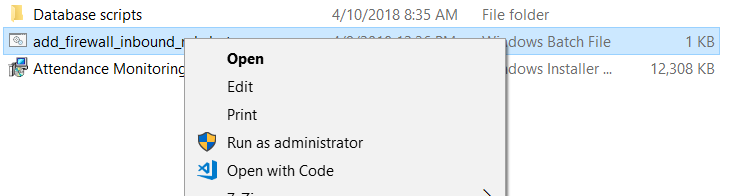 Database scripts 4/10/2018 8:35 AM File folder
Windows Batch File 1 KB
Attendance Monitoring Windows Installer ... 12,308 KB
Open
Edit
Print
Run as administrator
Open with Code